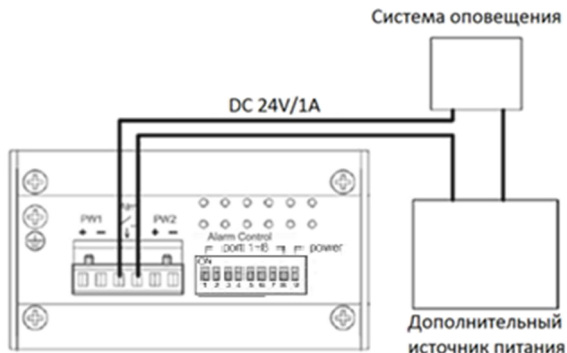 Система оповещения
DC 24V/1A
PW1
PW2
+ −
+ −
Alarm Control
port 1~8
power
ON
1 2 3 4 5 6 7 8 9
Дополнительный
источник питания